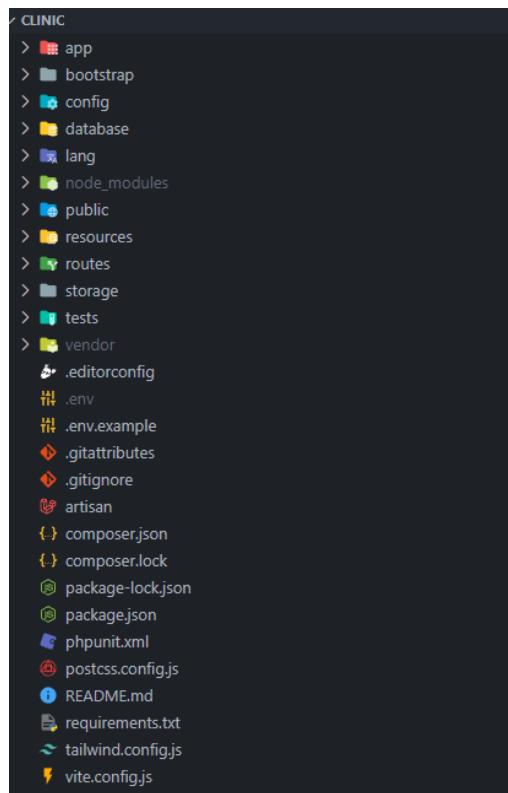 CLINIC
app
bootstrap
config
database
lang
node_modules
public
resources
routes
storage
tests
vendor
.editorconfig
.env
.env.example
.gitattributes
.gitignore
artisan
composer.json
composer.lock
package-lock.json
package.json
phpunit.xml
postcss.config.js
README.md
requirements.txt
tailwind.config.js
vite.config.js